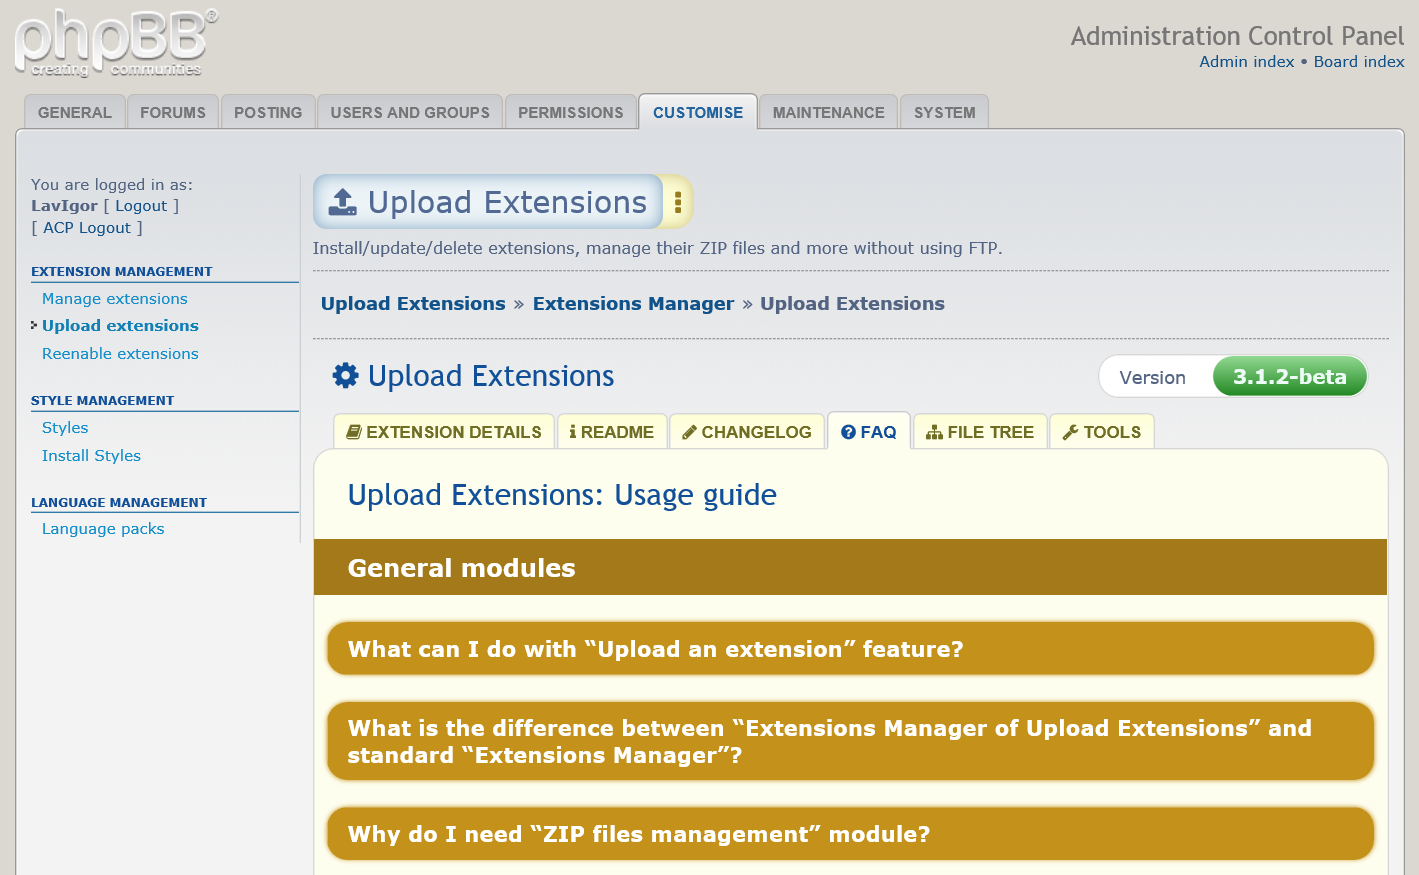 phpBB®
creating communities
Administration Control Panel
Admin index • Board index
GENERAL FORUMS POSTING USERS AND GROUPS PERMISSIONS CUSTOMISE MAINTENANCE SYSTEM
You are logged in as:
LavIgor [ Logout ]
[ ACP Logout ]
EXTENSION MANAGEMENT
Manage extensions
Upload extensions
Reenable extensions
STYLE MANAGEMENT
Styles
Install Styles
LANGUAGE MANAGEMENT
Language packs
Upload Extensions
Install/update/delete extensions, manage their ZIP files and more without using FTP.
Upload Extensions » Extensions Manager » Upload Extensions
Upload Extensions
Version 3.1.2-beta
EXTENSION DETAILS README CHANGELOG FAQ FILE TREE TOOLS
Upload Extensions: Usage guide
General modules
What can I do with “Upload an extension” feature?
What is the difference between “Extensions Manager of Upload Extensions” and
standard “Extensions Manager”?
Why do I need “ZIP files management” module?